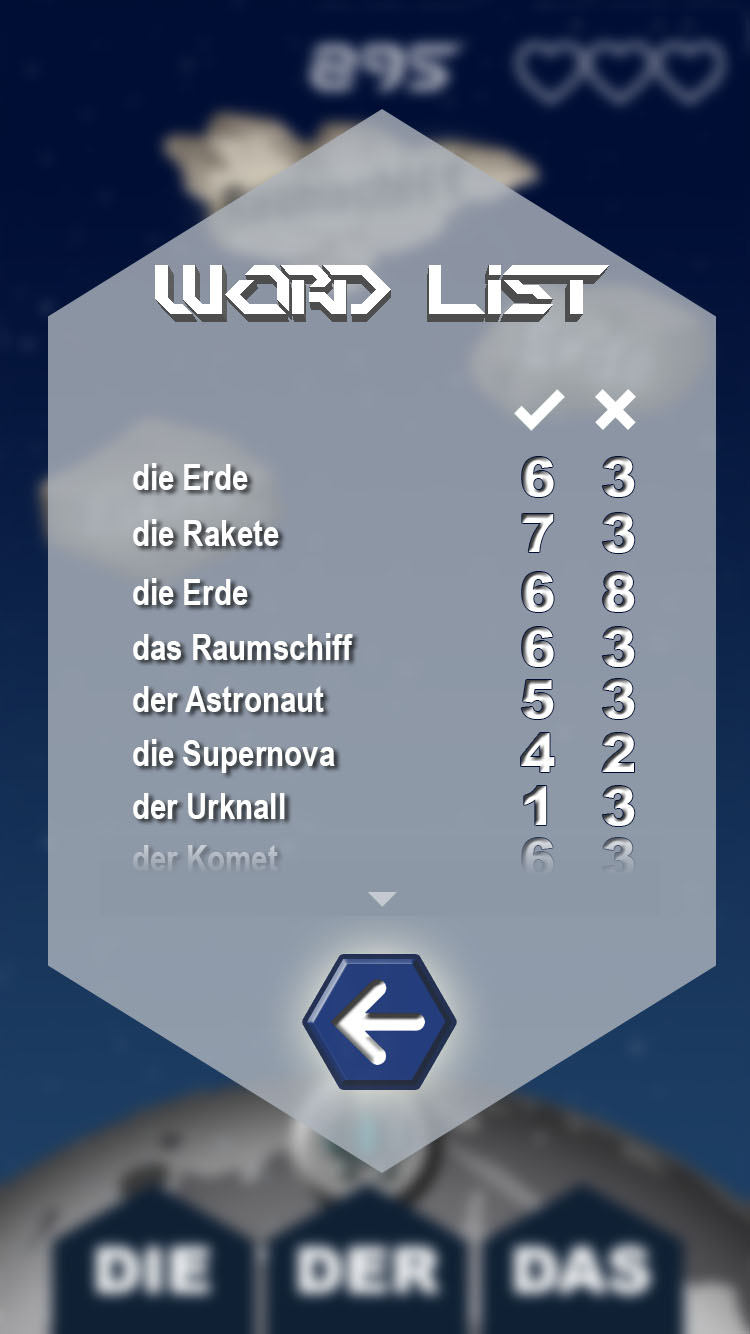 895
WORD LIST
die Erde 6 3
die Rakete 7 3
die Erde 6 8
das Raumschiff 6 3
der Astronaut 5 3
die Supernova 4 2
der Urknall 1 3
der Komet 6 3
DIE DER DAS